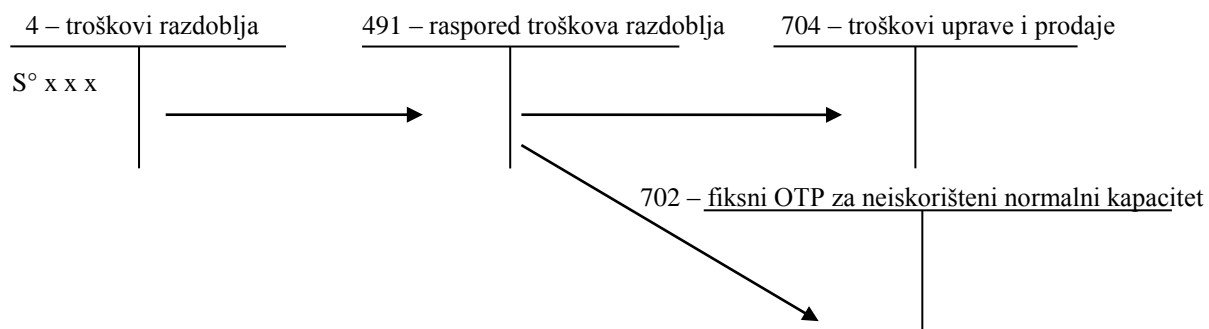 4 – troškovi razdoblja
491 – raspored troškova razdoblja
704 – troškovi uprave i prodaje
S° x x x
702 – fiksni OTP za neiskorišteni normalni kapacitet